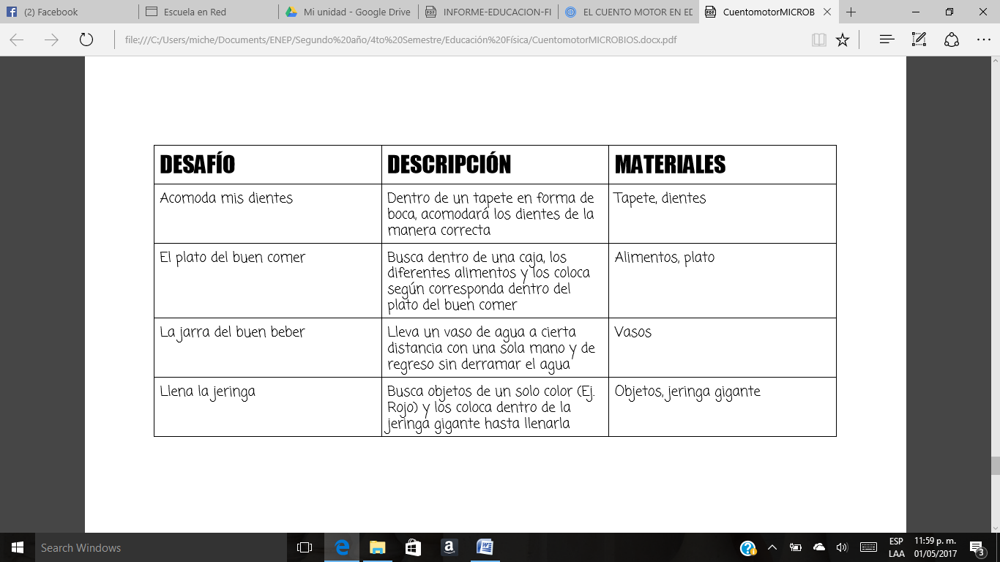 (2) Facebook
Escuela en Red
Mi unidad - Google Drive
INFORME-EDUCACION-FI
EL CUENTO MOTOR EN ED
CuentomotorMICROB
file:///C:/Users/miche/Documents/ENEP/Segundo%20año/4to%20Semestre/Educación%20Física/CuentomotorMICROBIOS.docx.pdf
DESAFÍO
DESCRIPCIÓN
MATERIALES
Acomoda mis dientes
Dentro de un tapete en forma de
boca, acomodará los dientes de la
manera correcta
Tapete, dientes
El plato del buen comer
Busca dentro de una caja, los
diferentes alimentos y los coloca
según corresponda dentro del
plato del buen comer
Alimentos, plato
La jarra del buen beber
Lleva un vaso de agua a cierta
distancia con una sola mano y de
regreso sin derramar el agua
Vasos
Llena la jeringa
Busca objetos de un solo color (Ej.
Rojo) y los coloca dentro de la
jeringa gigante hasta llenarla
Objetos, jeringa gigante
Search Windows
ESP
LAA
11:59 p. m.
01/05/2017
3